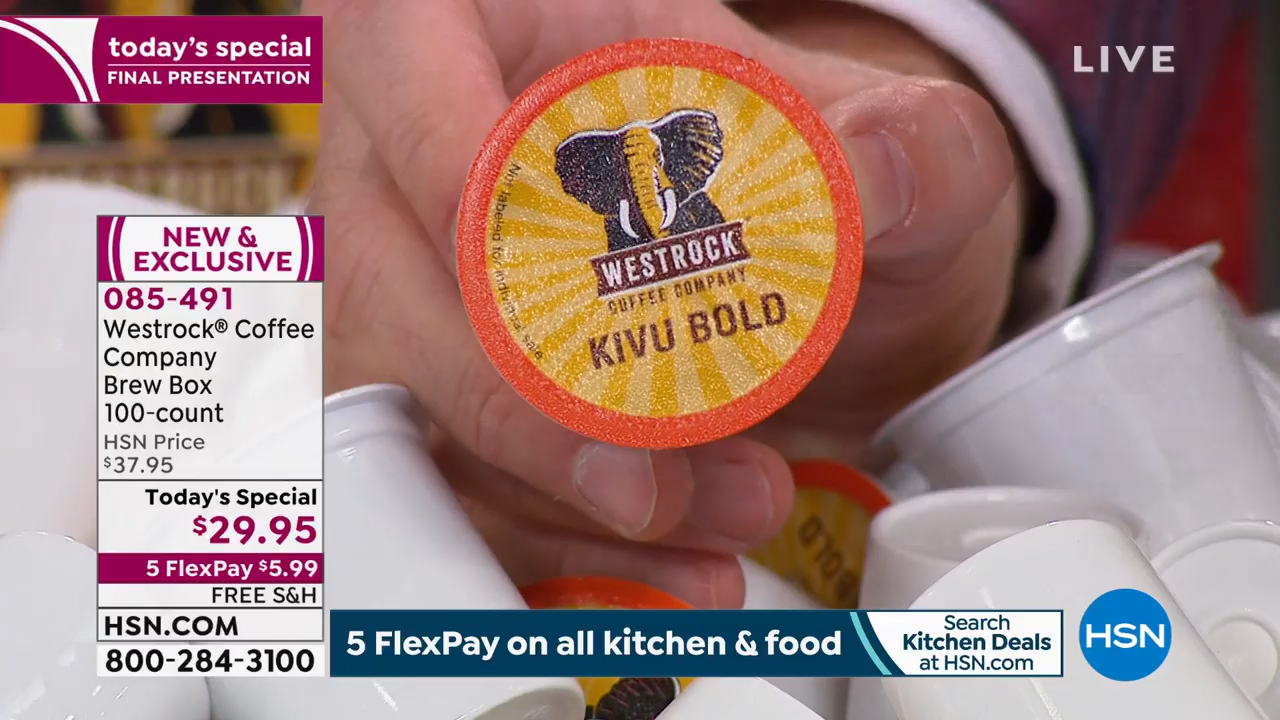 today's special
FINAL PRESENTATION
LIVE
NEW &
EXCLUSIVE
085-491
Westrock® Coffee
Company
Brew Box
100-count
HSN Price
$37.95
Today's Special
$29.95
5 FlexPay $5.99
FREE S&H
HSN.COM
800-284-3100
Not labeled for individual sale
WESTROCK
COFFEE COMPANY
KIVU BOLD
BOLD
5 FlexPay on all kitchen & food
Search
Kitchen Deals
at HSN.com
HSN